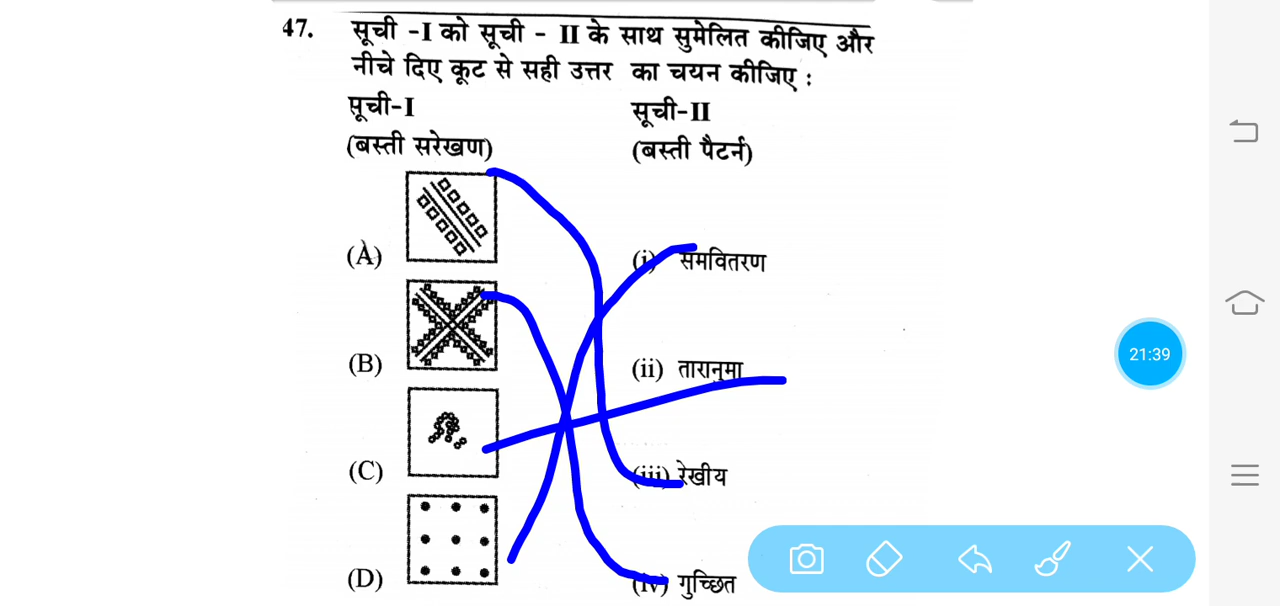 47. सूची -I को सूची - II के साथ सुमेलित कीजिए और
नीचे दिए कूट से सही उत्तर का चयन कीजिए :
सूची-I सूची-II
(बस्ती सरेखण) (बस्ती पैटर्न)
(A) (i) समवितरण
(B) (ii) तारानुमा
(C) (iii) रेखीय
(D) (iv) गुच्छित
21:39